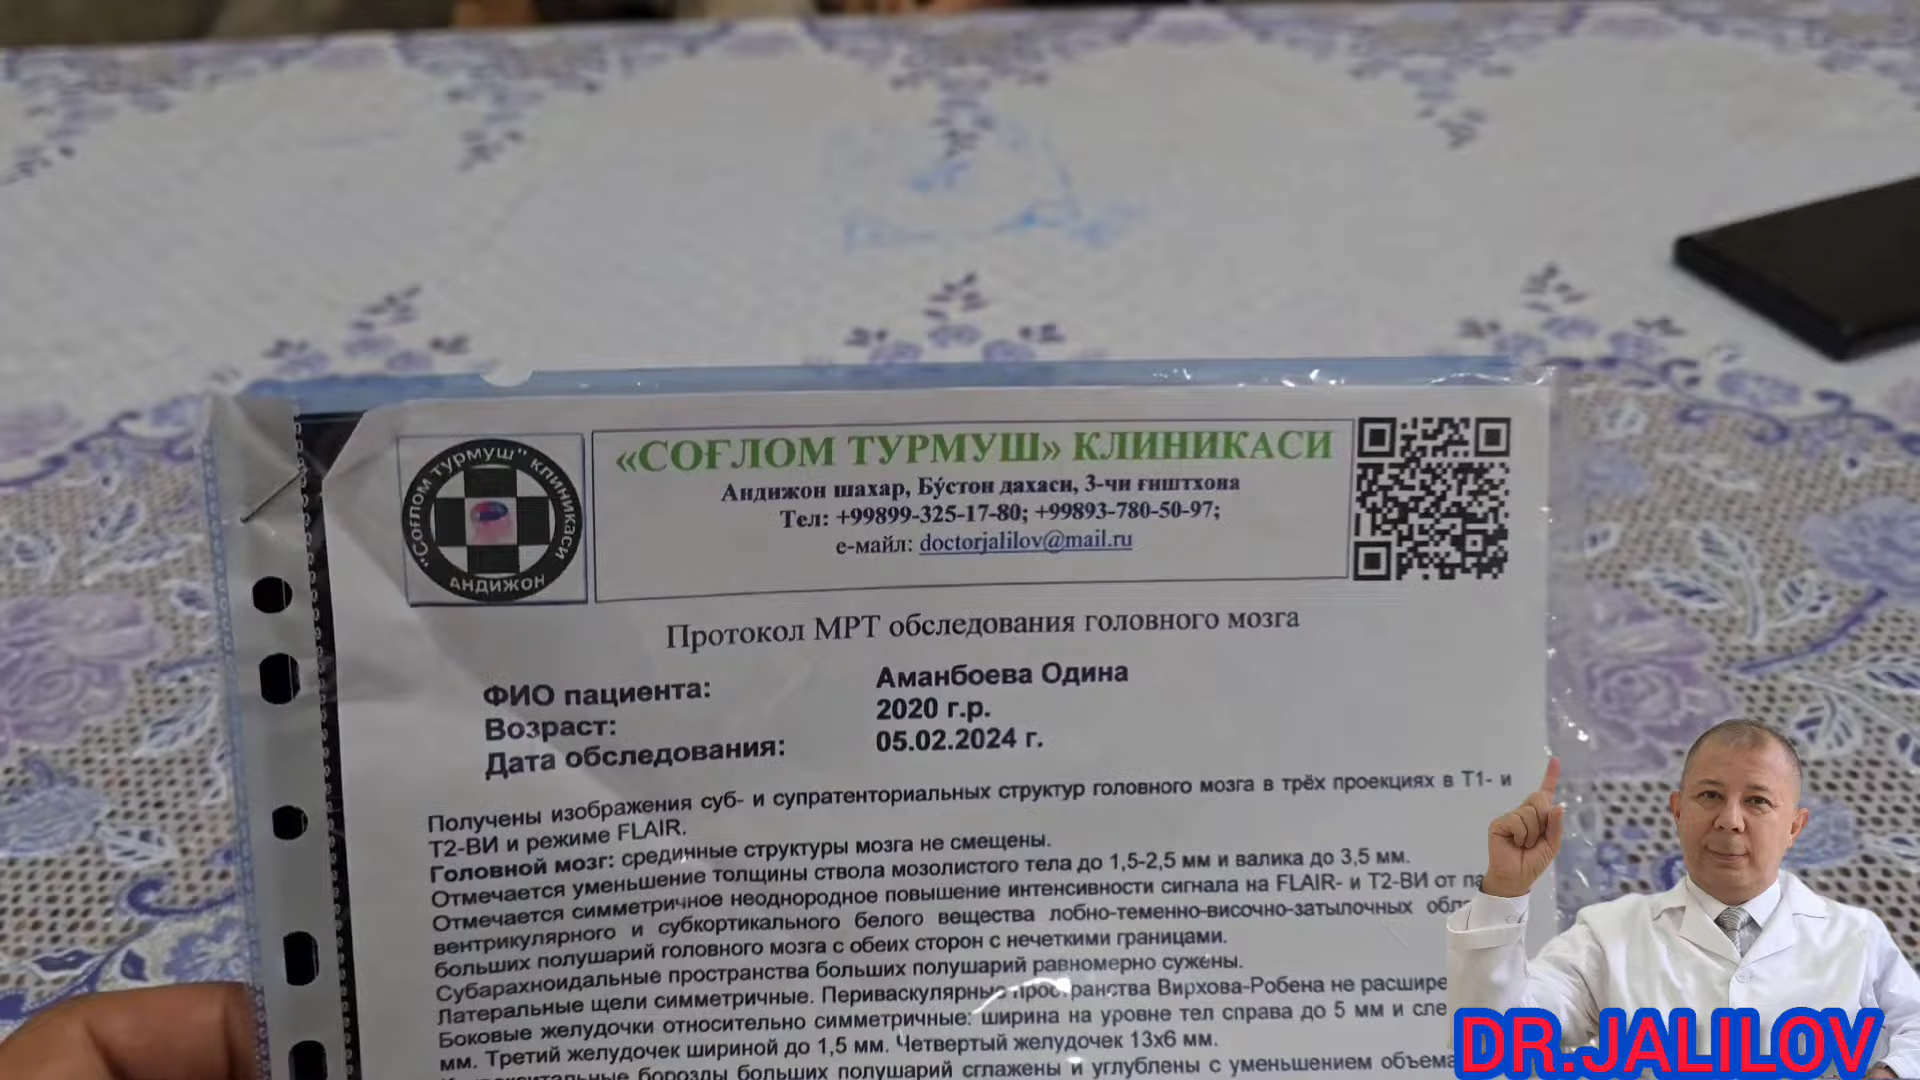 «СОҒЛОМ ТУРМУШ» КЛИНИКАСИ
"Соғлом турмуш" клиникаси
АНДИЖОН
Андижон шахар, Бўстон дахаси, 3-чи ғиштхона
Тел: +99899-325-17-80; +99893-780-50-97;
е-майл: doctorjalilov@mail.ru
Протокол МРТ обследования головного мозга
ФИО пациента: Аманбоева Одина
Возраст: 2020 г.р.
Дата обследования: 05.02.2024 г.
Получены изображения суб- и супратенториальных структур головного мозга в трёх проекциях в Т1- и
Т2-ВИ и режиме FLAIR.
Головной мозг: срединные структуры мозга не смещены.
Отмечается уменьшение толщины ствола мозолистого тела до 1,5-2,5 мм и валика до 3,5 мм.
Отмечается симметричное неоднородное повышение интенсивности сигнала на FLAIR- и Т2-ВИ от
вентрикулярного и субкортикального белого вещества лобно-теменно-височно-затылочных
больших полушарий головного мозга с обеих сторон с нечеткими границами.
Субарахноидальные пространства больших полушарий равномерно сужены.
Латеральные щели симметричные. Периваскулярные пространства Вирхова-Робена не
Боковые желудочки относительно симметричные: ширина на уровне тел справа до 5 мм и
мм. Третий желудочек шириной до 1,5 мм. Четвертый желудочек 13х6 мм.
борозды больших полушарий сглажены и углублены с уменьшением
DR.JALILOV